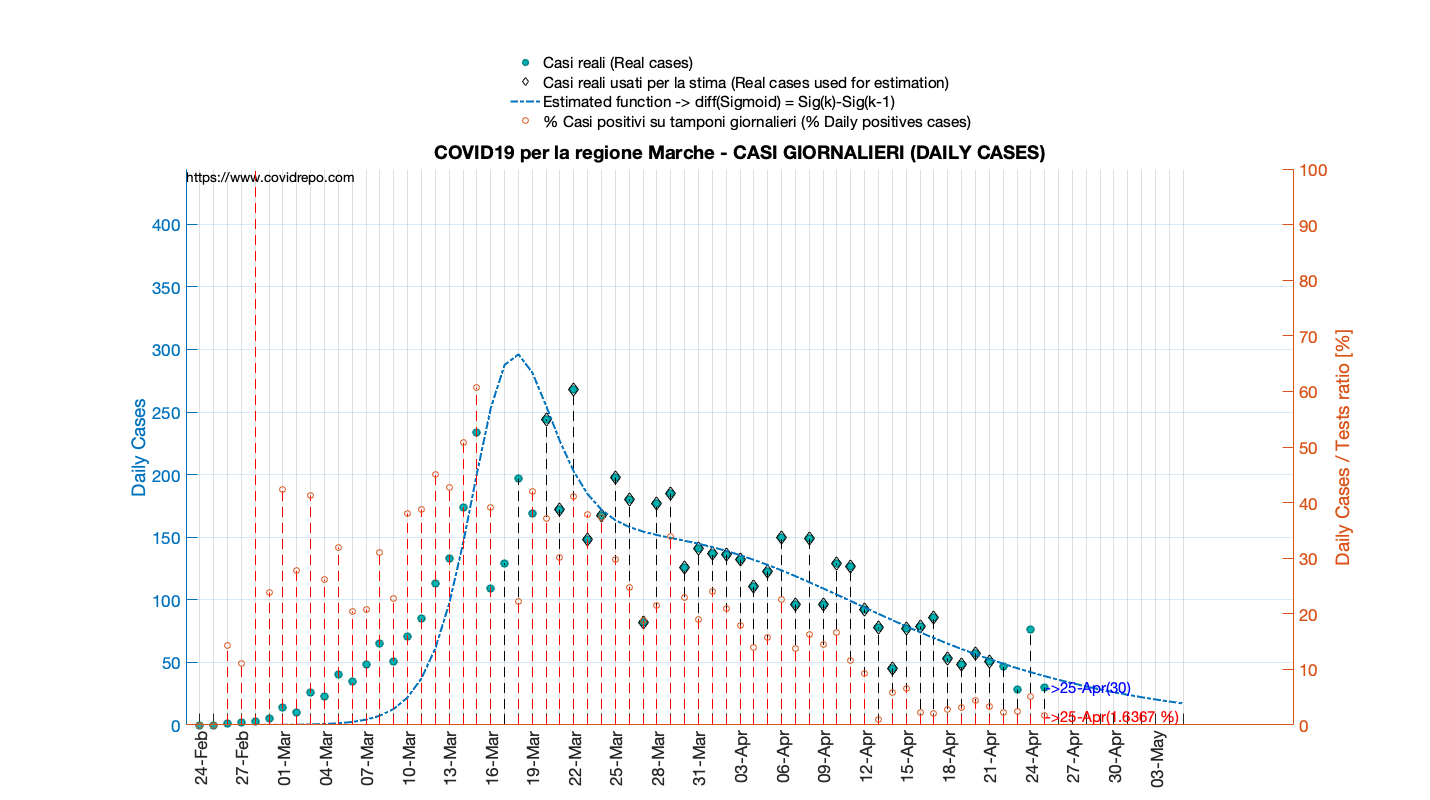 Casi reali (Real cases)
Casi reali usati per la stima (Real cases used for estimation)
Estimated function -> diff(Sigmoid) = Sig(k)-Sig(k-1)
% Casi positivi su tamponi giornalieri (% Daily positives cases)
COVID19 per la regione Marche - CASI GIORNALIERI (DAILY CASES)
https://www.covidrepo.com
Daily Cases
400
350
300
250
200
150
100
50
0
100
90
80
70
60
50
40
30
20
10
0
Daily Cases / Tests ratio [%]
->25-Apr(30)
->25-Apr(1.6367 %)
24-Feb
27-Feb
01-Mar
04-Mar
07-Mar
10-Mar
13-Mar
16-Mar
19-Mar
22-Mar
25-Mar
28-Mar
31-Mar
03-Apr
06-Apr
09-Apr
12-Apr
15-Apr
18-Apr
21-Apr
24-Apr
27-Apr
30-Apr
03-May